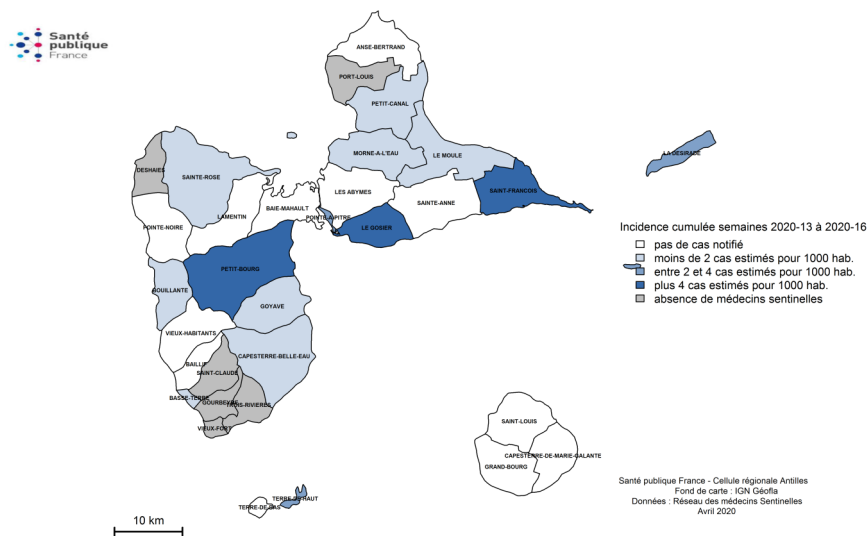 Santé
publique
France
ANSE-BERTRAND
PORT-LOUIS
PETIT-CANAL
MORNE-A-L'EAU
LE MOULE
LA DESIRADE
DESHAIES
SAINTE-ROSE
LES ABYMES
SAINT-FRANCOIS
SAINTE-ANNE
LAMENTIN
BAIE-MAHAULT
POINTE-A-PITRE
POINTE-NOIRE
LE GOSIER
PETIT-BOURG
BOUILLANTE
GOYAVE
VIEUX-HABITANTS
CAPESTERRE-BELLE-EAU
BAILLIF
SAINT-CLAUDE
BASSE-TERRE
GOURBEYRE
TROIS-RIVIERES
VIEUX-FORT
TERRE-DE-HAUT
TERRE-DE-BAS
SAINT-LOUIS
CAPESTERRE-DE-MARIE-GALANTE
GRAND-BOURG
Incidence cumulée semaines 2020-13 à 2020-16
pas de cas notifié
moins de 2 cas estimés pour 1000 hab.
entre 2 et 4 cas estimés pour 1000 hab.
plus 4 cas estimés pour 1000 hab.
absence de médecins sentinelles
Santé publique France - Cellule régionale Antilles
Fond de carte : IGN Géofla
Données : Réseau des médecins Sentinelles
Avril 2020
10 km